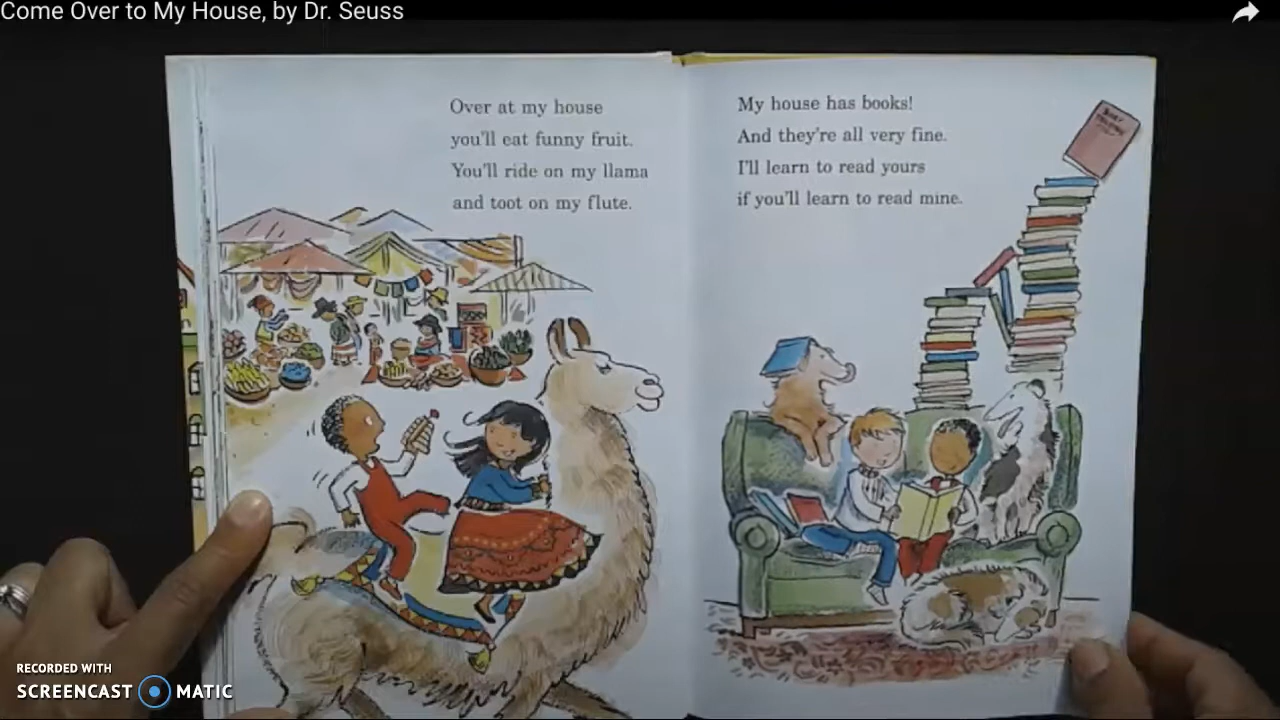 Come Over to My House, by Dr. Seuss
Over at my house
you'll eat funny fruit.
You'll ride on my llama
and toot on my flute.
My house has books!
And they're all very fine.
I'll learn to read yours
if you'll learn to read mine.
RECORDED WITH
SCREENCAST MATIC